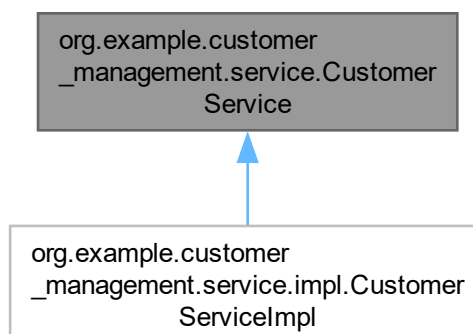 org.example.customer
_management.service.Customer
Service
org.example.customer
_management.service.impl.Customer
ServiceImpl